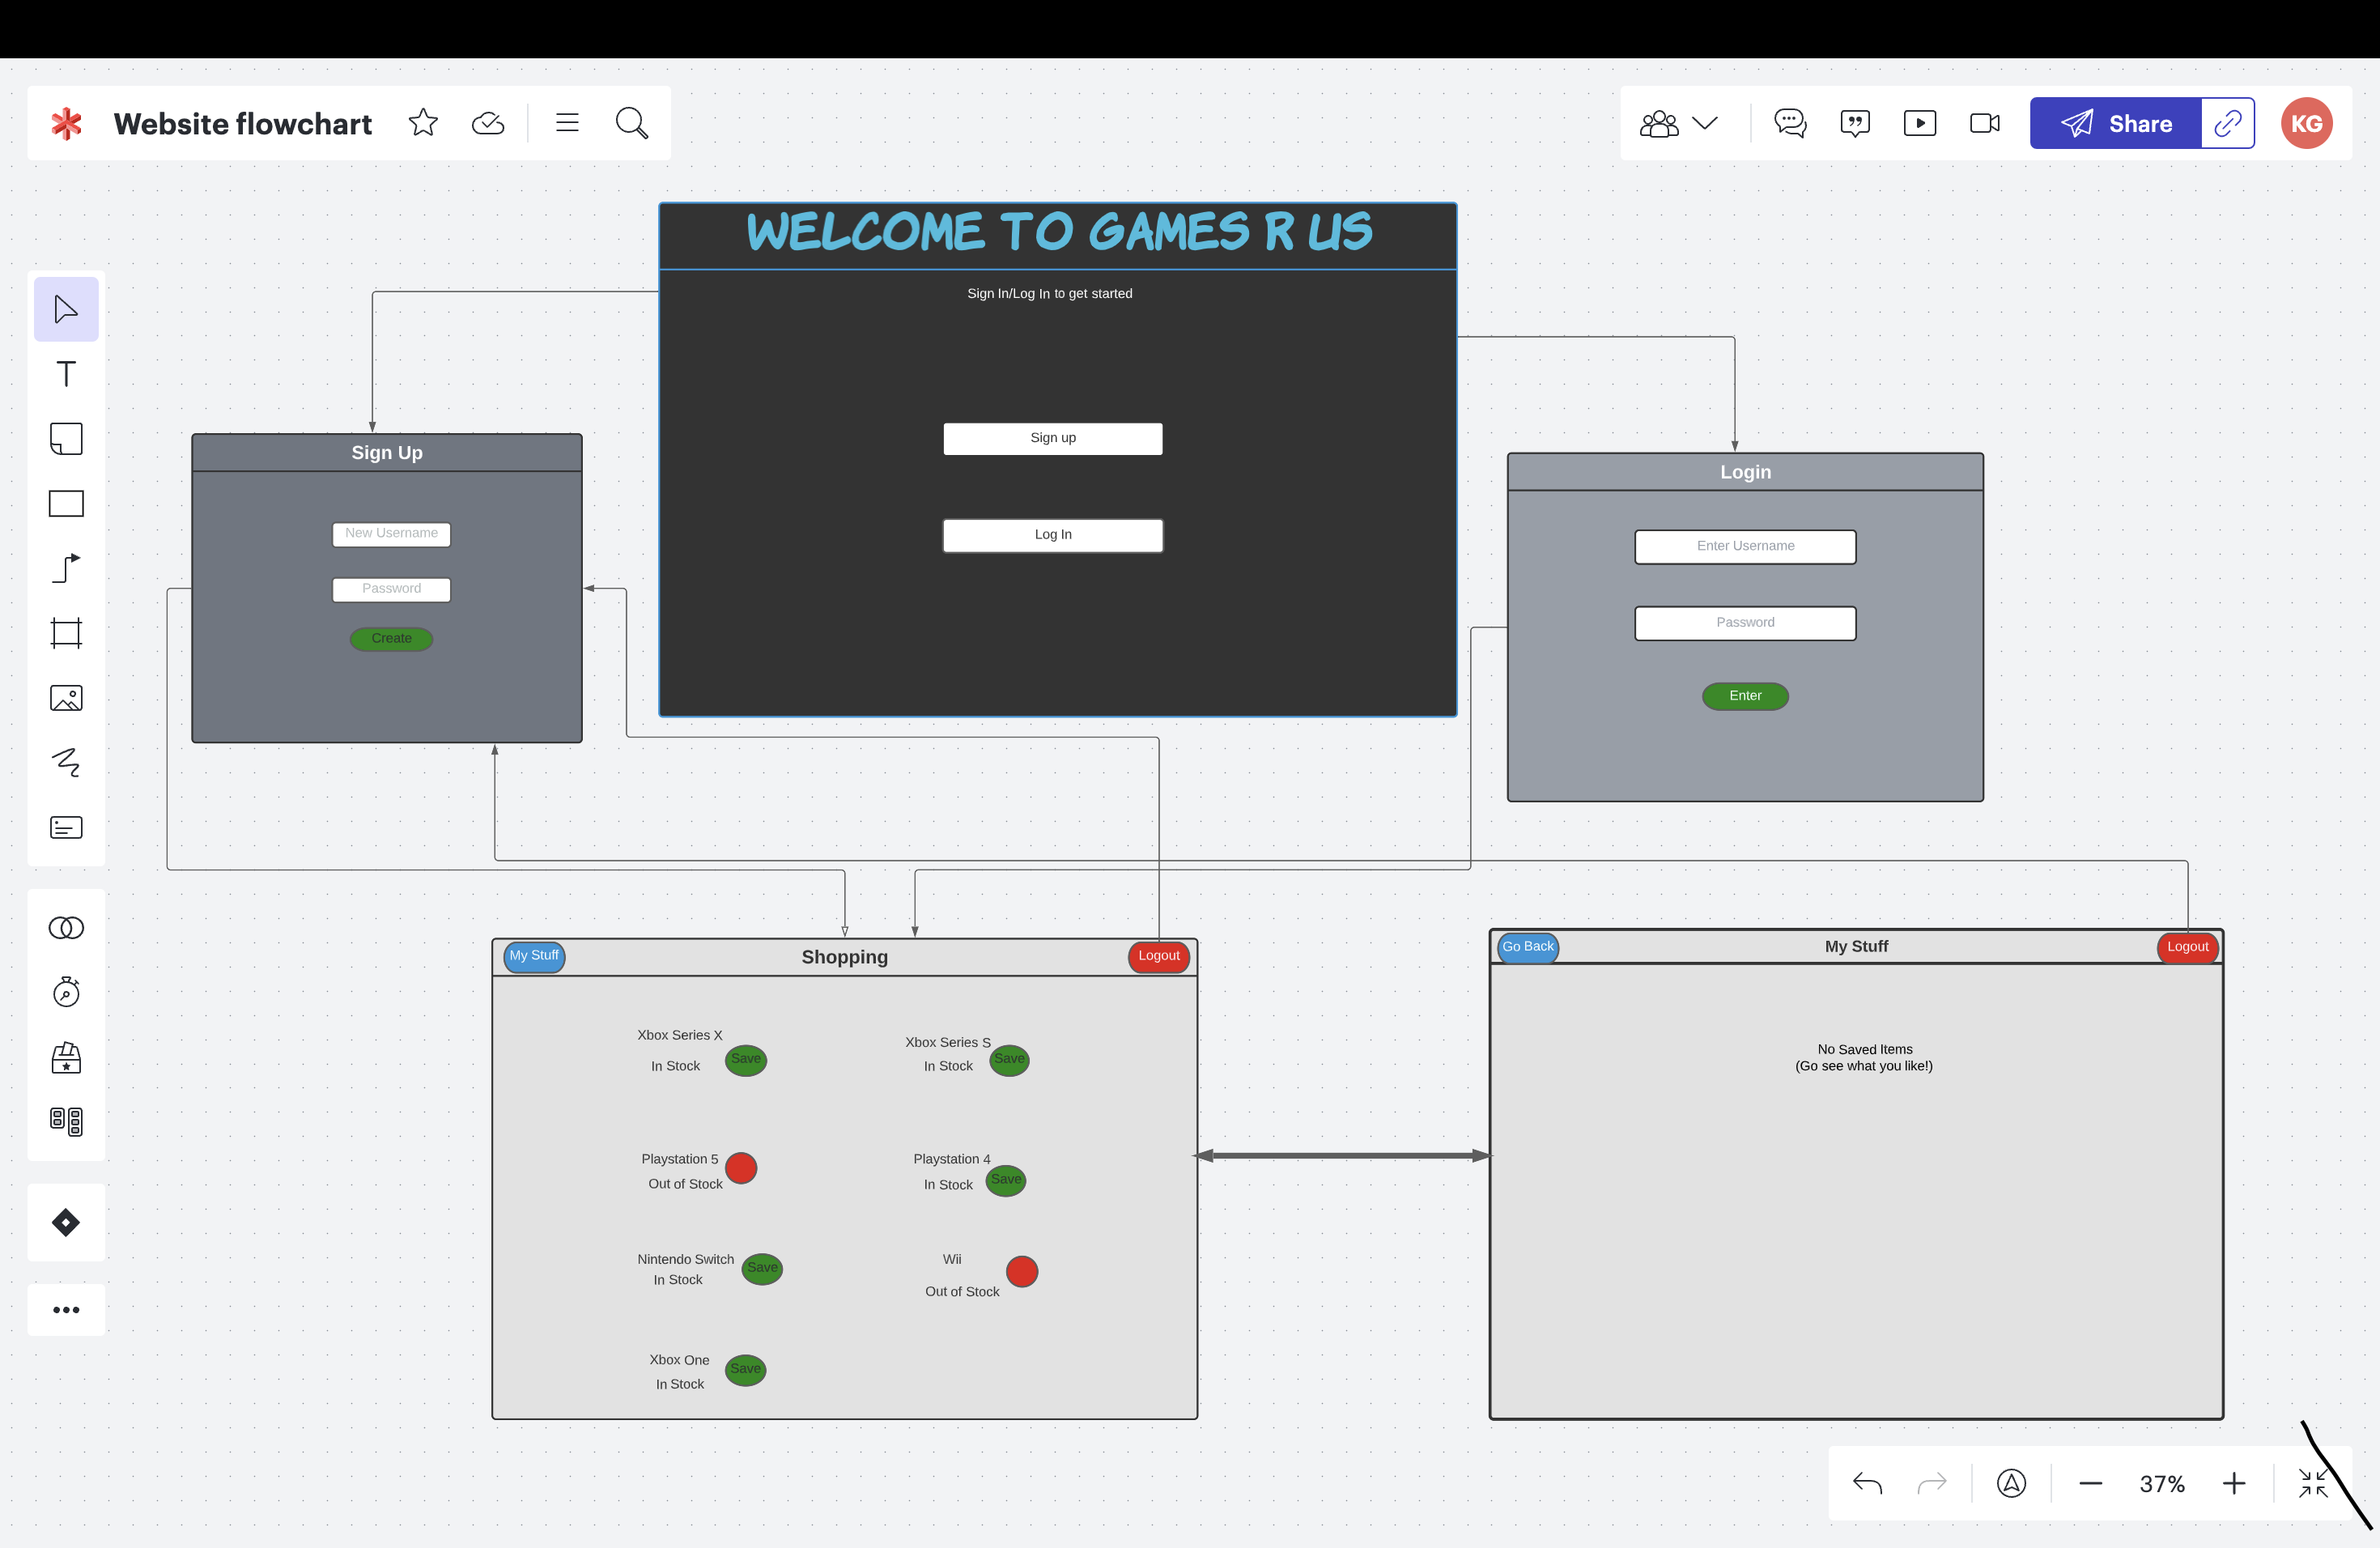 Website flowchart
Share
KG
WELCOME TO GAMES R US
Sign In/Log In to get started
Sign up
Log In
Sign Up
New Username
Password
Create
Login
Enter Username
Password
Enter
My Stuff
Shopping
Logout
Xbox Series X
In Stock
Save
Xbox Series S
In Stock
Save
Playstation 5
Out of Stock
Playstation 4
In Stock
Save
Nintendo Switch
In Stock
Save
Wii
Out of Stock
Xbox One
In Stock
Save
Go Back
My Stuff
Logout
No Saved Items
(Go see what you like!)
37%